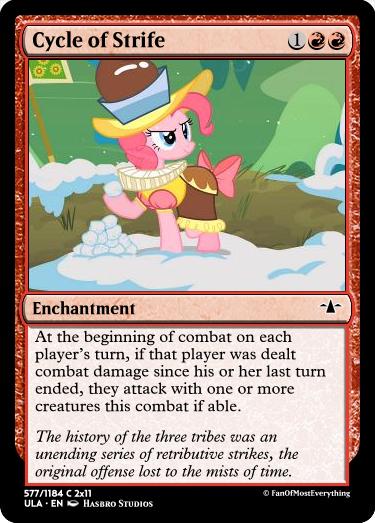 Cycle of Strife 1
Enchantment
At the beginning of combat on each
player's turn, if that player was dealt
combat damage since his or her last turn
ended, they attack with one or more
creatures this combat if able.
The history of the three tribes was an
unending series of retributive strikes, the
original offense lost to the mists of time.
577/1184 C 2x11
ULA • EN Hasbro Studios
© FanOfMostEverything